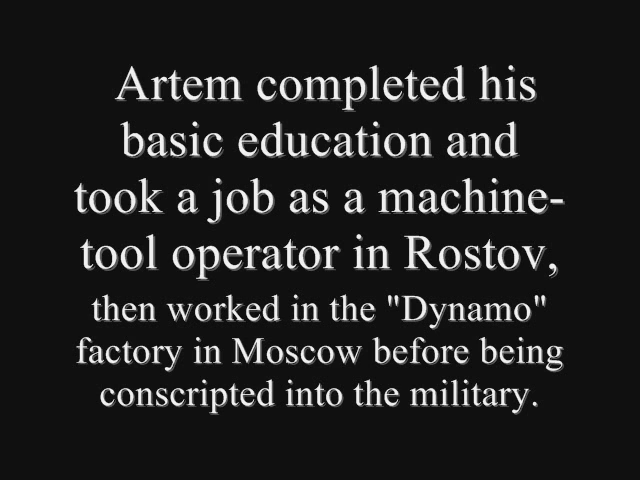 Artem completed his
basic education and
took a job as a machine-
tool operator in Rostov,
then worked in the "Dynamo"
factory in Moscow before being
conscripted into the military.